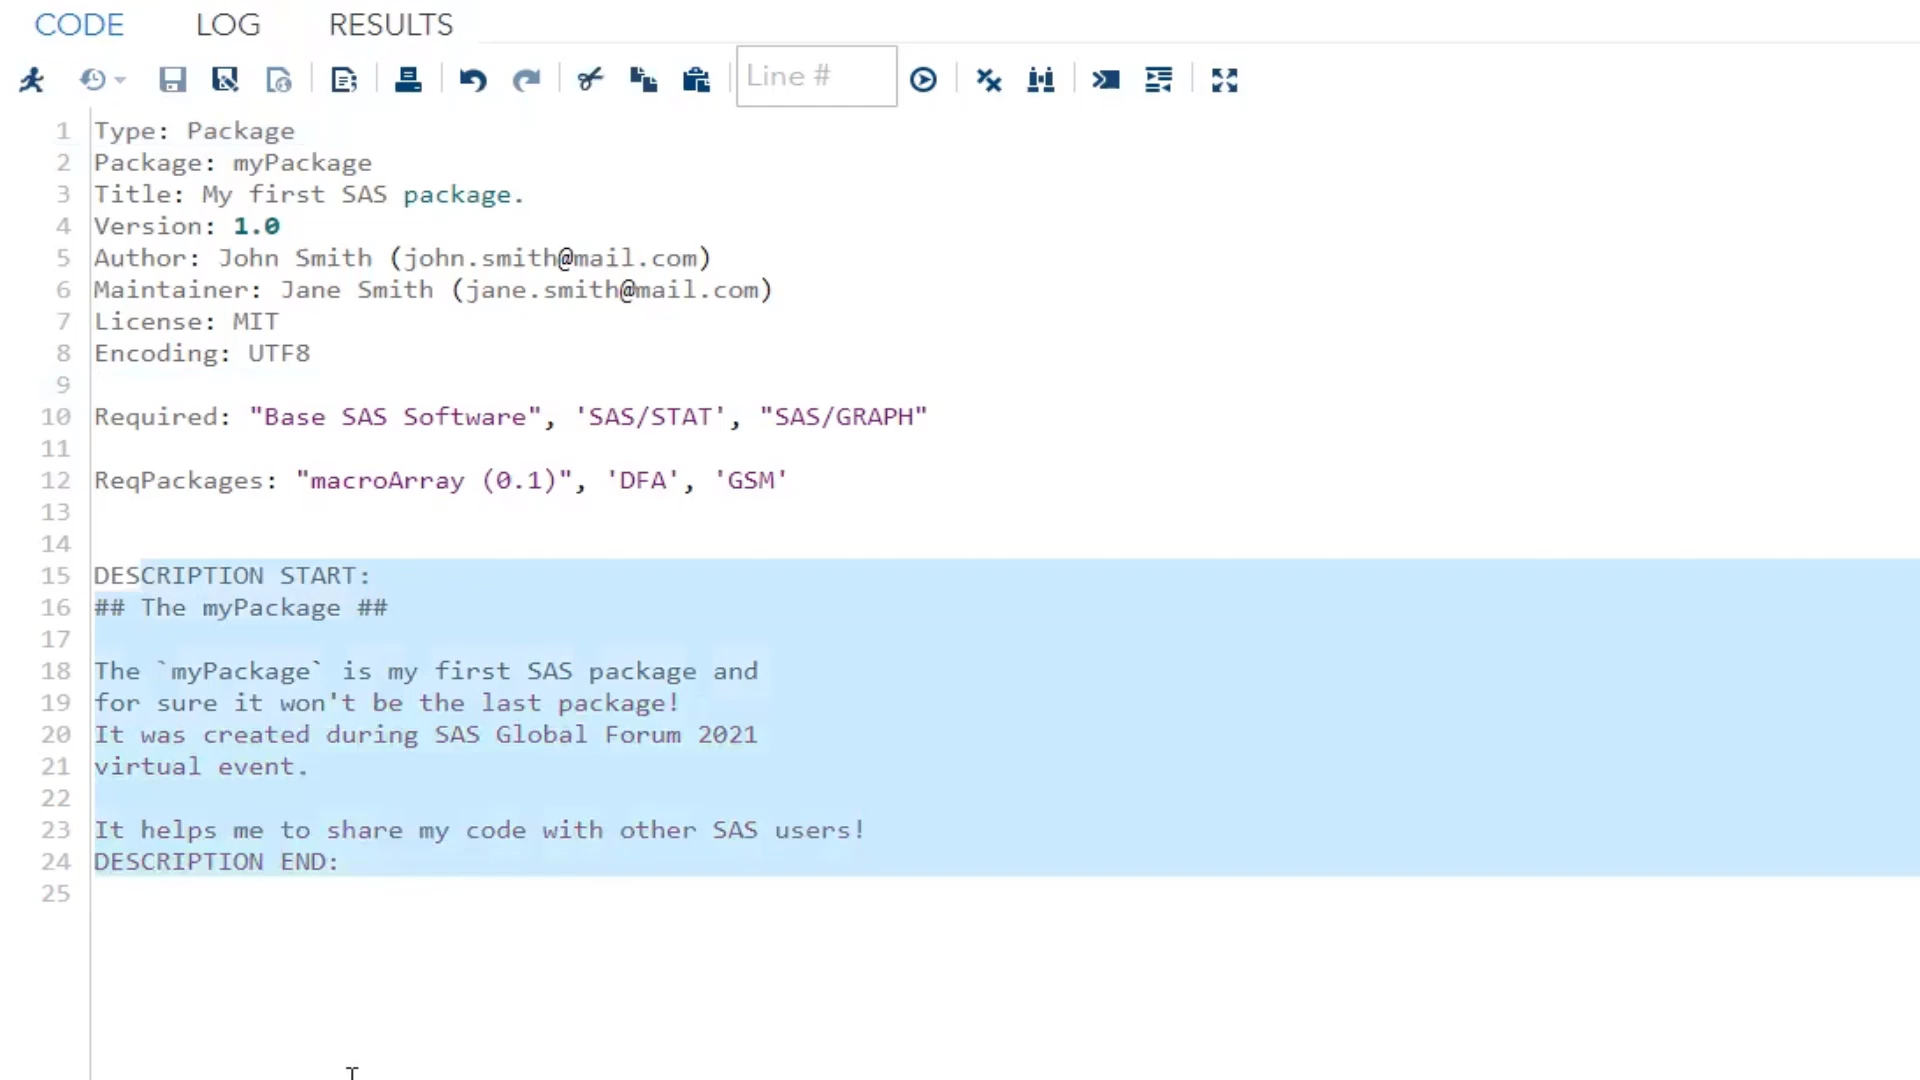 CODE LOG RESULTS
Line #
1 Type: Package
2 Package: myPackage
3 Title: My first SAS package.
4 Version: 1.0
5 Author: John Smith (john.smith@mail.com)
6 Maintainer: Jane Smith (jane.smith@mail.com)
7 License: MIT
8 Encoding: UTF8
9
10 Required: "Base SAS Software", 'SAS/STAT', "SAS/GRAPH"
11
12 ReqPackages: "macroArray (0.1)", 'DFA', 'GSM'
13
14
15 DESCRIPTION START:
16 ## The myPackage ##
17
18 The `myPackage` is my first SAS package and
19 for sure it won't be the last package!
20 It was created during SAS Global Forum 2021
21 virtual event.
22
23 It helps me to share my code with other SAS users!
24 DESCRIPTION END:
25